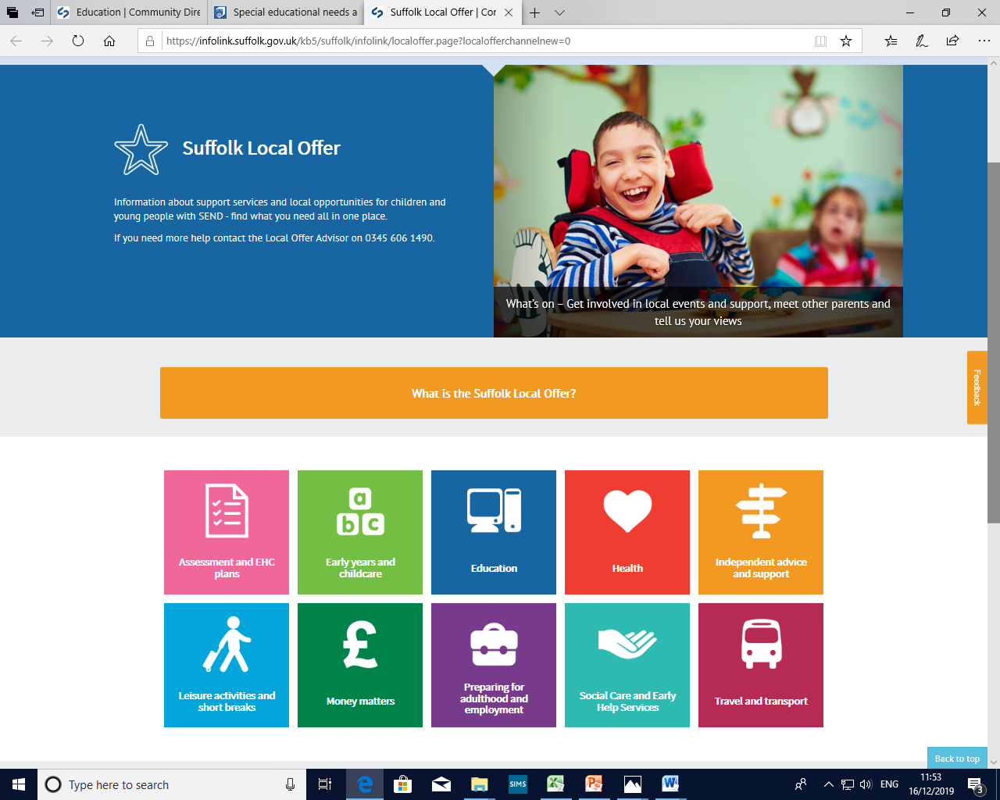 Education | Community Dire
Special educational needs a
Suffolk Local Offer | Cor
https://infolink.suffolk.gov.uk/kb5/suffolk/infolink/localoffer.page?localofferchannelnew=0
Suffolk Local Offer
Information about support services and local opportunities for children and
young people with SEND - find what you need all in one place.
If you need more help contact the Local Offer Advisor on 0345 606 1490.
What's on – Get involved in local events and support, meet other parents and
tell us your views
Feedback
What is the Suffolk Local Offer?
a
b c
Assessment and EHC
plans
Early years and
childcare
Education
Health
Independent advice
and support
£
Leisure activities and
short breaks
Money matters
Preparing for
adulthood and
employment
Social Care and Early
Help Services
Travel and transport
Back to top
Type here to search
SIMS
ENG
11:53
16/12/2019
3